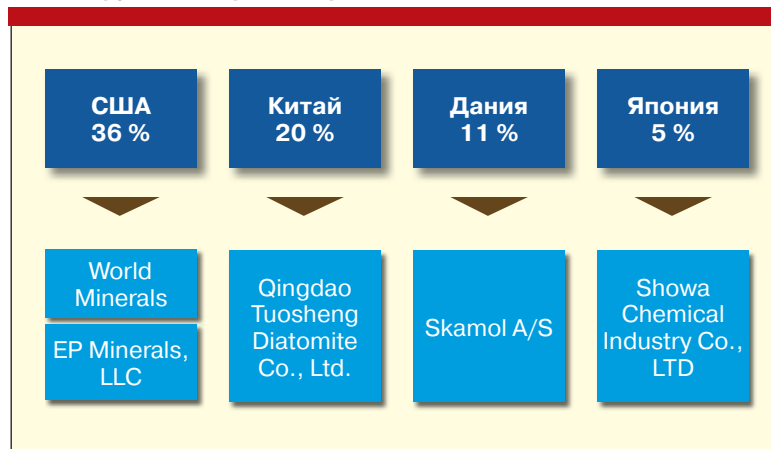 США
36 %
Китай
20 %
Дания
11 %
Япония
5 %
World
Minerals
EP Minerals,
LLC
Qingdao
Tuosheng
Diatomite
Co., Ltd.
Skamol A/S
Showa
Chemical
Industry Co.,
LTD